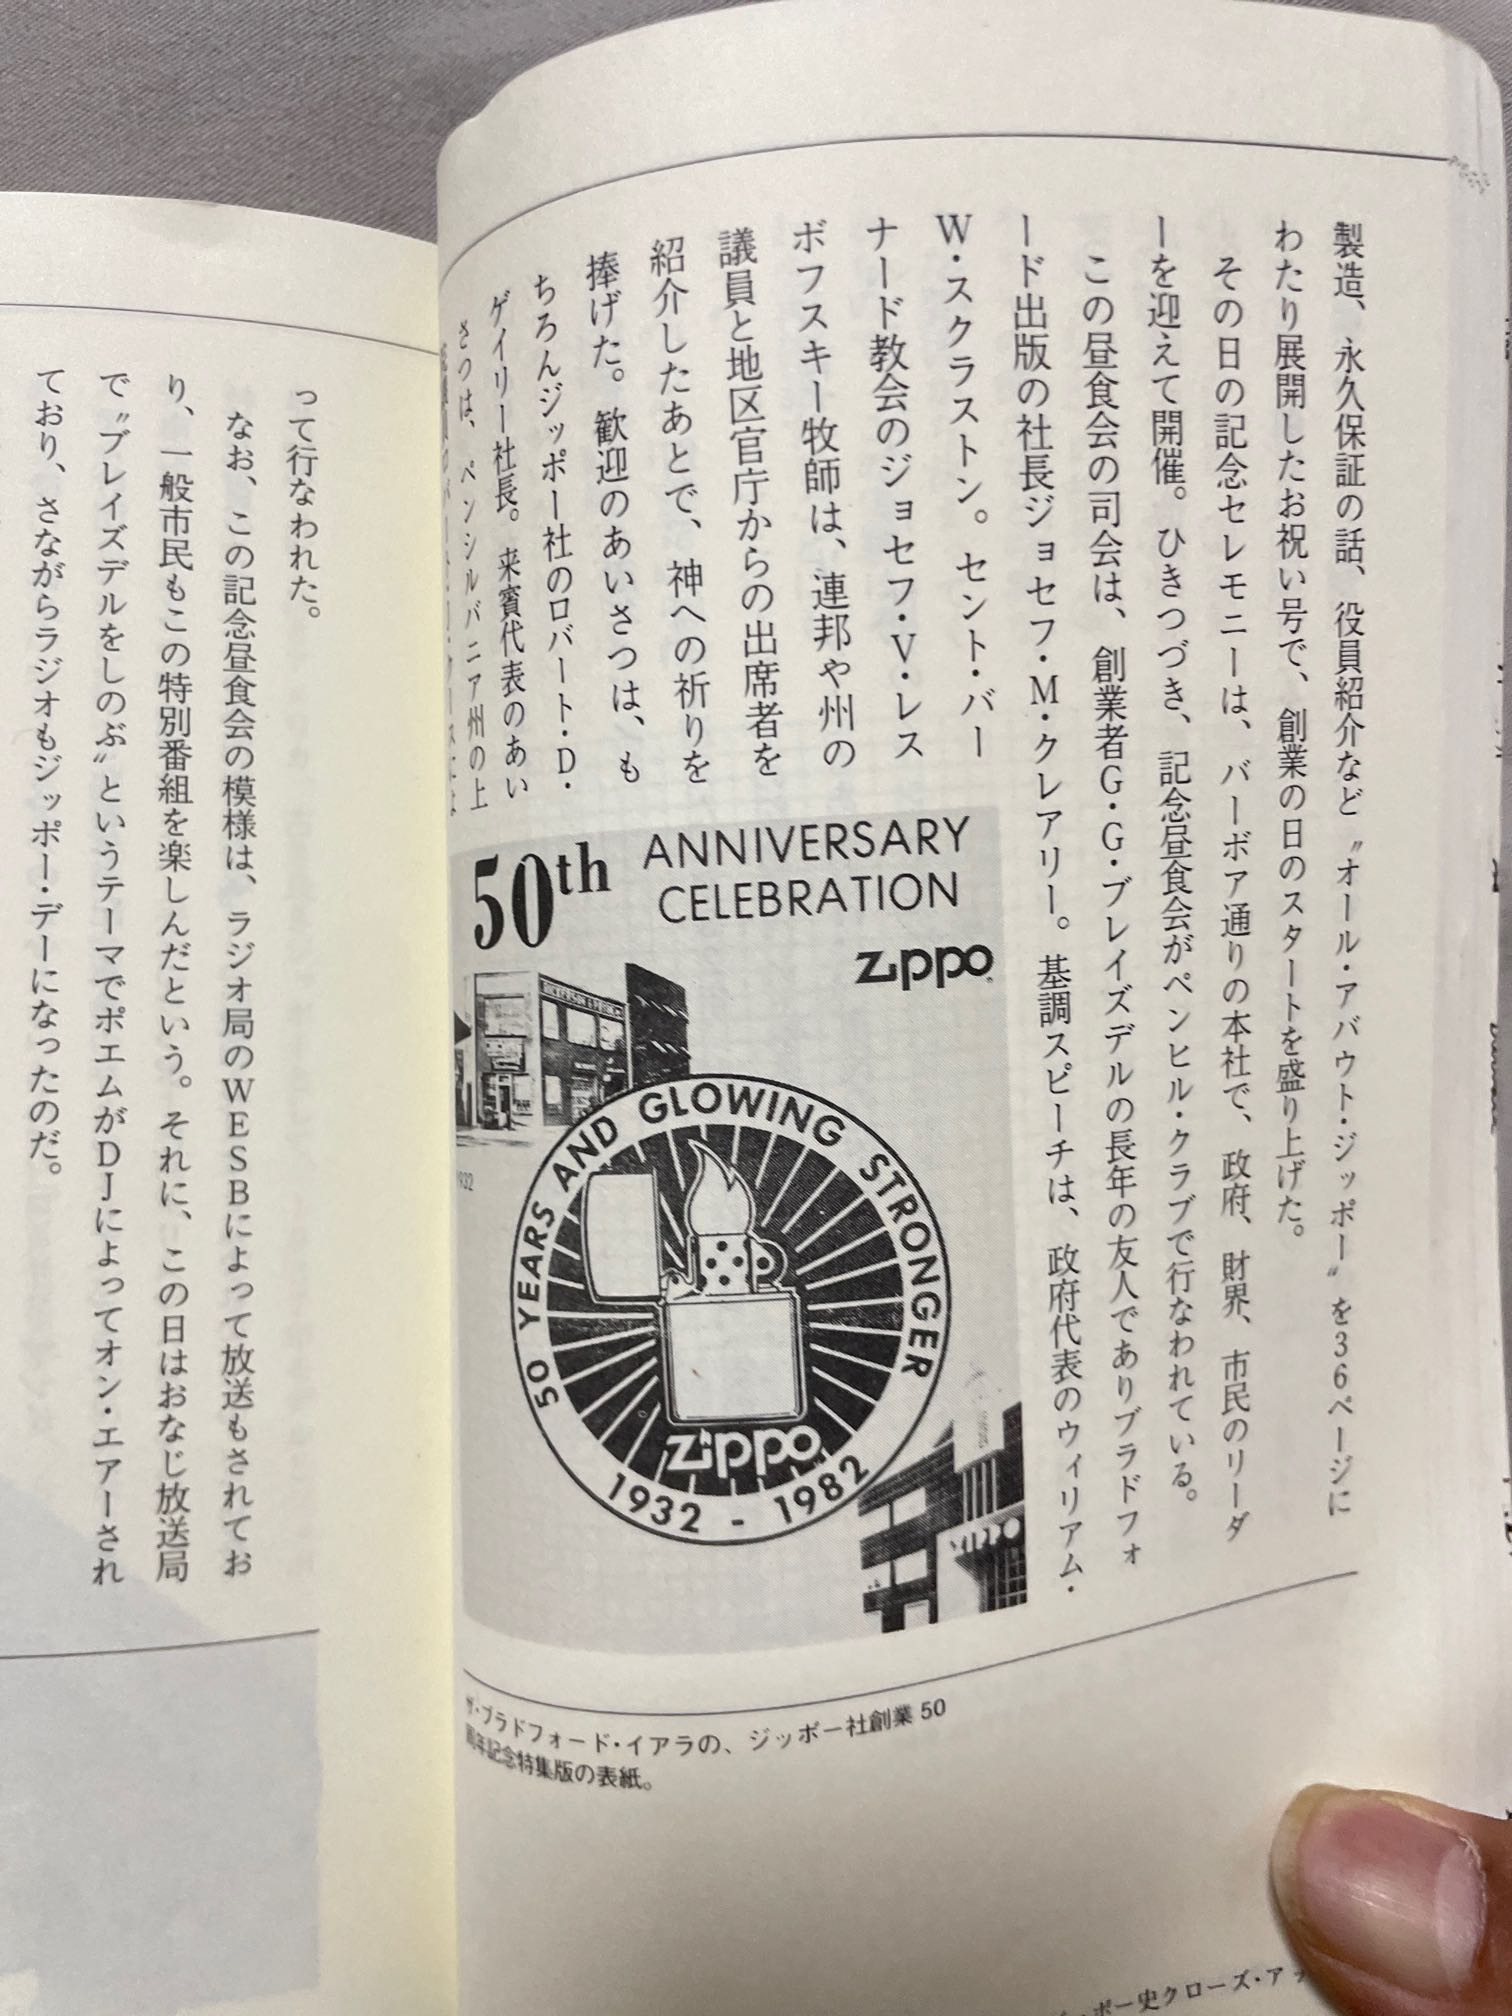 製造、永久保証の話、役員紹介など〝オール・アバウト・ジッポー〟を36ページに
わたり展開したお祝い号で、創業の日のスタートを盛り上げた。
その日の記念セレモニーは、バーボア通りの本社で、政府、財界、市民のリーダ
ーを迎えて開催。ひきつづき、記念昼食会がペンヒル・クラブで行なわれている。
この昼食会の司会は、創業者G・G・ブレイズデルの長年の友人でありブラドフォ
ード出版の社長ジョセフ・M・クレアリー。基調スピーチは、政府代表のウィリアム・
W・スクラストン。セント・バー
ナード教会のジョセフ・V・レス
ボフスキー牧師は、連邦や州の
議員と地区官庁からの出席者を
紹介したあとで、神への祈りを
捧げた。歓迎のあいさつは、も
ちろんジッポー社のロバート・D・
ゲイリー社長。来賓代表のあい
さつは、ペンシルバニア州の上
50th ANNIVERSARY
CELEBRATION
Zippo
1932
50 YEARS AND GLOWING STRONGER
Zippo
1932 - 1982
ザ・ブラドフォード・イアラの、ジッポー社創業50
周年記念特集版の表紙。
ッポー史クローズ・ア
って行なわれた。
なお、この記念昼食会の模様は、ラジオ局のWESBによって放送もされてお
り、一般市民もこの特別番組を楽しんだという。それに、この日はおなじ放送局
で〝ブレイズデルをしのぶ〟というテーマでポエムがDJによってオン・エアーされ
ており、さながらラジオもジッポー・デーになったのだ。